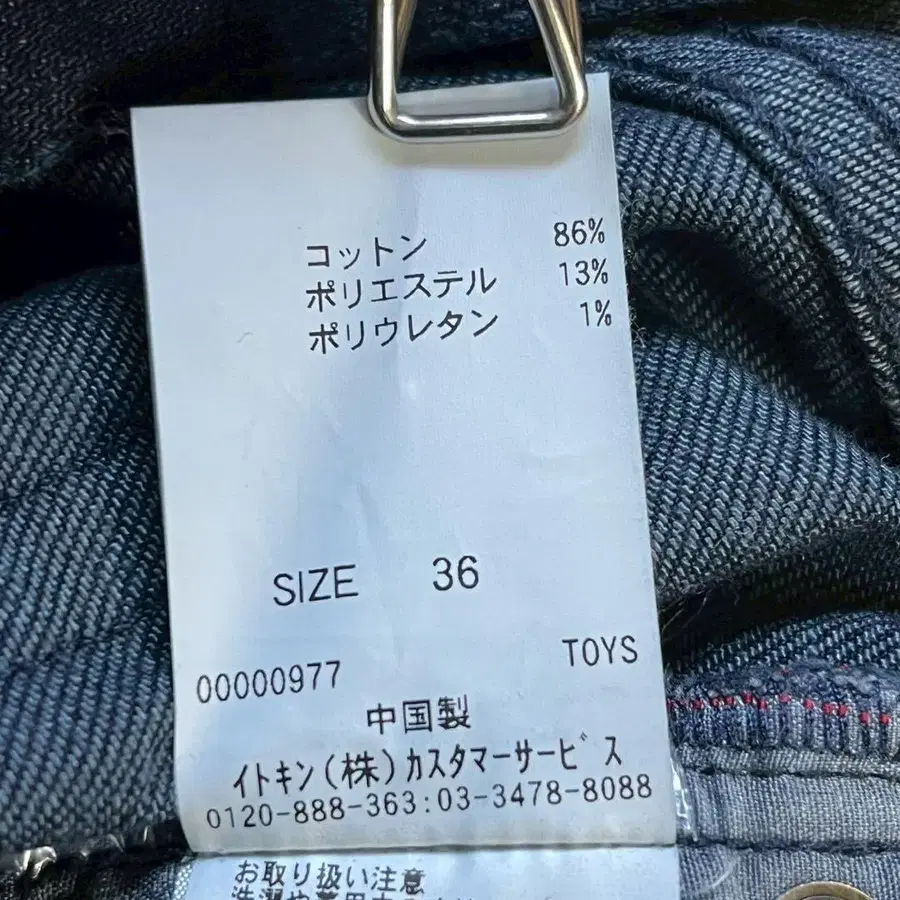 コットン 86%
ポリエステル 13%
ポリウレタン 1%
SIZE 36
00000977 TOYS
中国製
イトキン(株)カスタマーサービス
0120-888-363:03-3478-8088
お取り扱い注意